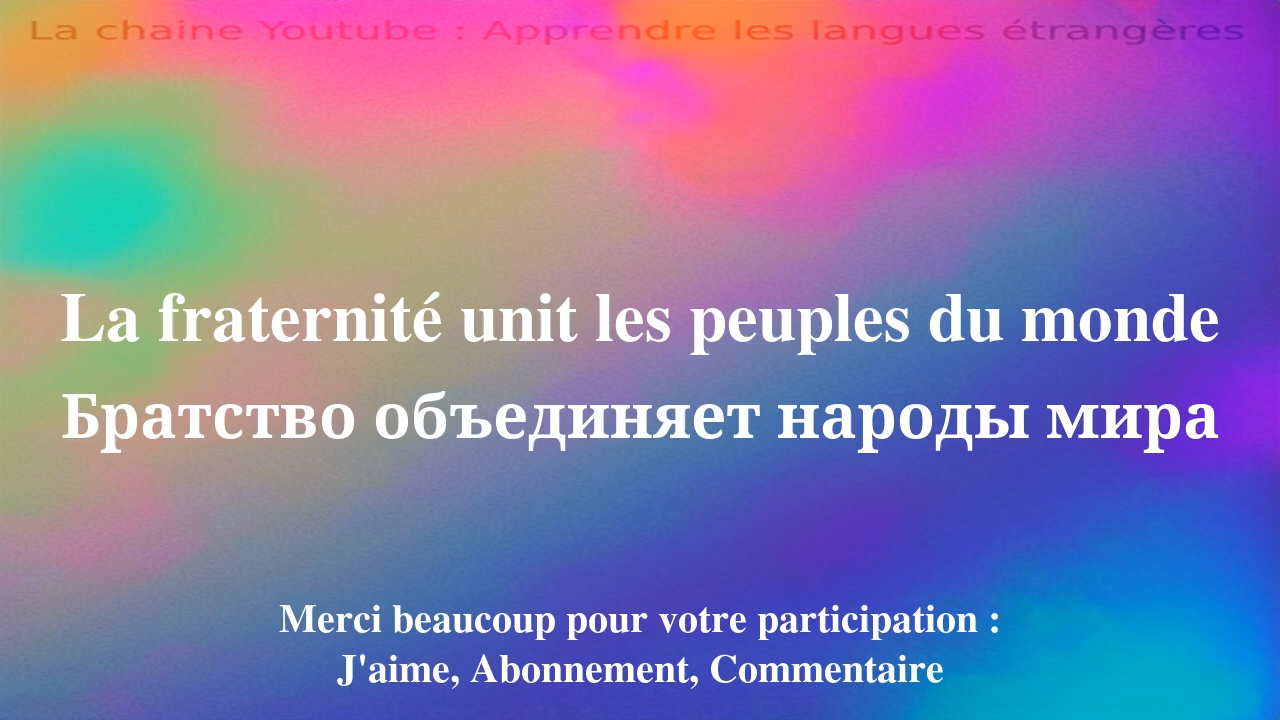 La chaine Youtube : Apprendre les langues étrangères
La fraternité unit les peuples du monde
Братство объединяет народы мира
Merci beaucoup pour votre participation :
J'aime, Abonnement, Commentaire